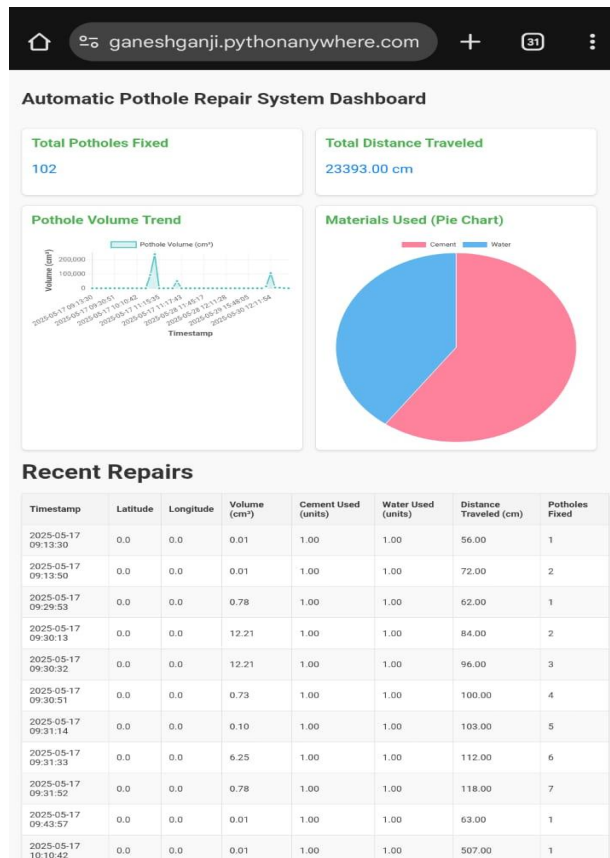 ganeshganji.pythonanywhere.com
31
Automatic Pothole Repair System Dashboard
Total Potholes Fixed
102
Total Distance Traveled
23393.00 cm
Pothole Volume Trend
Pothole Volume (cm³)
Volume (cm³)
200,000
100,000
0
2025-05-17 09:13:30
2025-05-17 09:30:51
2025-05-17 10:10:42
2025-05-17 11:15:35
2025-05-17 11:17:43
2025-05-28 11:45:17
2025-05-28 12:11:28
2025-05-29 15:48:05
2025-05-30 12:11:54
Timestamp
Materials Used (Pie Chart)
Cement Water
Recent Repairs
Timestamp Latitude Longitude Volume (cm³) Cement Used (units) Water Used (units) Distance Traveled (cm) Potholes Fixed
2025-05-17 09:13:30 0.0 0.0 0.01 1.00 1.00 56.00 1
2025-05-17 09:13:50 0.0 0.0 0.01 1.00 1.00 72.00 2
2025-05-17 09:29:53 0.0 0.0 0.78 1.00 1.00 62.00 1
2025-05-17 09:30:13 0.0 0.0 12.21 1.00 1.00 84.00 2
2025-05-17 09:30:32 0.0 0.0 12.21 1.00 1.00 96.00 3
2025-05-17 09:30:51 0.0 0.0 0.73 1.00 1.00 100.00 4
2025-05-17 09:31:14 0.0 0.0 0.10 1.00 1.00 103.00 5
2025-05-17 09:31:33 0.0 0.0 6.25 1.00 1.00 112.00 6
2025-05-17 09:31:52 0.0 0.0 0.78 1.00 1.00 118.00 7
2025-05-17 09:43:57 0.0 0.0 0.01 1.00 1.00 63.00 1
2025-05-17 10:10:42 0.0 0.0 0.01 1.00 1.00 507.00 1